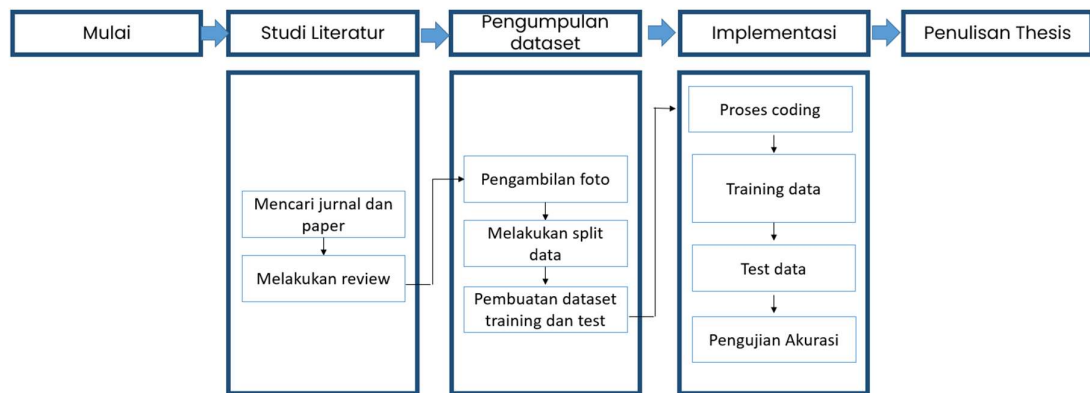 Mulai
Studi Literatur
Pengumpulan
dataset
Implementasi
Penulisan Thesis
Mencari jurnal dan
paper
Melakukan review
Pengambilan foto
Melakukan split
data
Pembuatan dataset
training dan test
Proses coding
Training data
Test data
Pengujian Akurasi